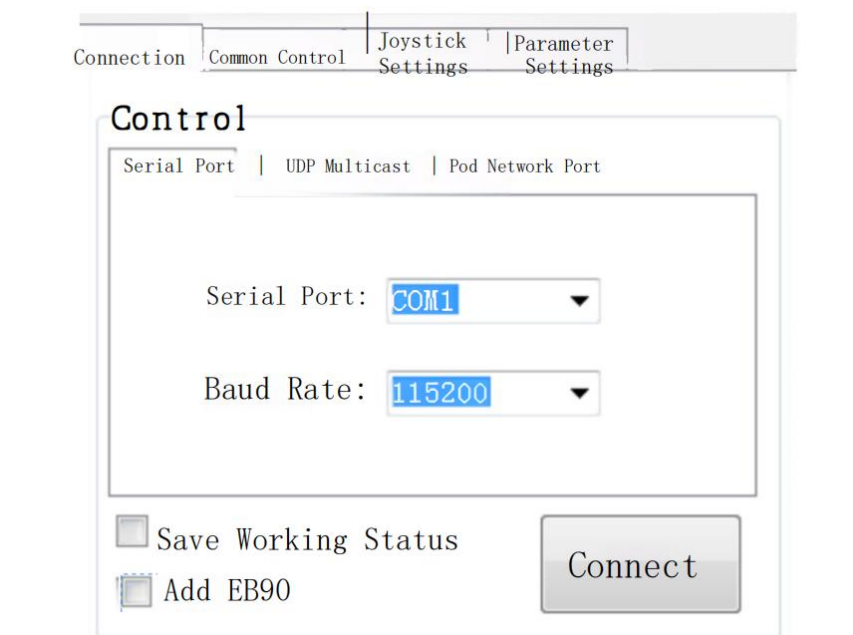 Connection Common Control Joystick Settings Parameter Settings
Control
Serial Port | UDP Multicast | Pod Network Port
Serial Port: COM1
Baud Rate: 115200
Save Working Status
Add EB90
Connect